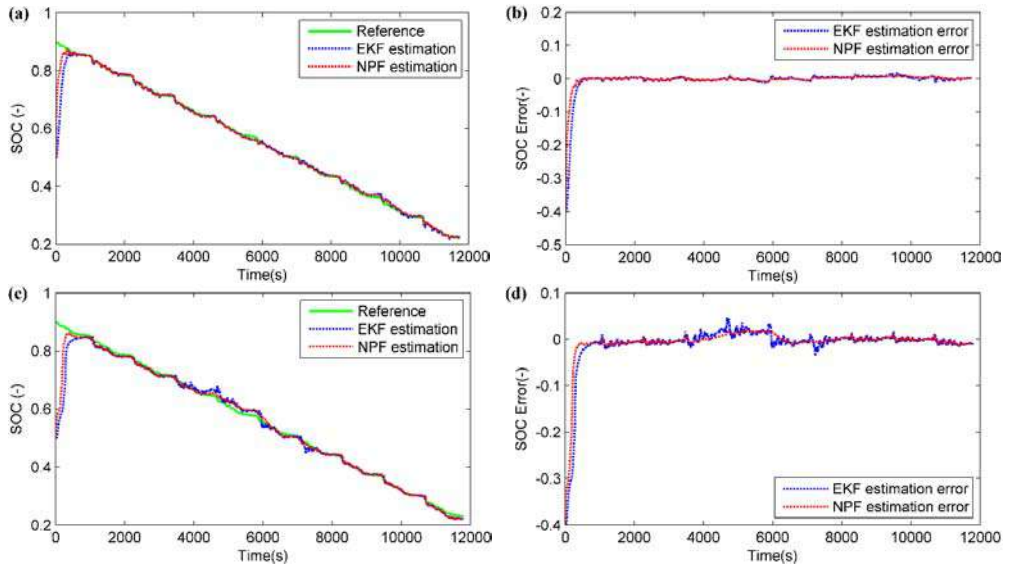 (a)
1
0.8
0.6
0.4
0.2
SOC (-)
0 2000 4000 6000 8000 10000 12000
Time(s)
Reference
EKF estimation
NPF estimation
(b)
0.2
0.1
0
-0.1
-0.2
-0.3
-0.4
-0.5
SOC Error(-)
0 2000 4000 6000 8000 10000 12000
Time(s)
EKF estimation error
NPF estimation error
(c)
1
0.8
0.6
0.4
0.2
SOC (-)
0 2000 4000 6000 8000 10000 12000
Time(s)
Reference
EKF estimation
NPF estimation
(d)
0.1
0
-0.1
-0.2
-0.3
-0.4
SOC Error(-)
0 2000 4000 6000 8000 10000 12000
Time(s)
EKF estimation error
NPF estimation error